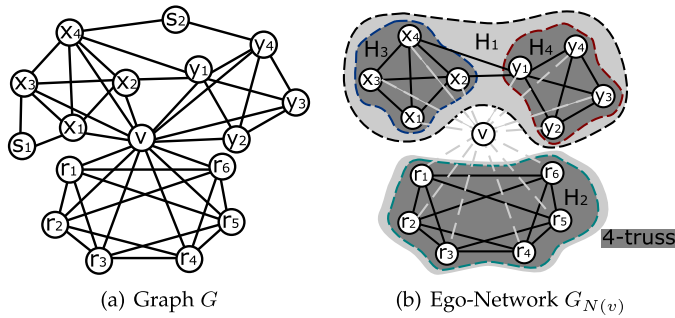 s2
x4
y4
y1
x3
x2
y3
x1
y2
s1
v
r1
r6
r2
r5
r3
r4
(a) Graph G
x4
H1
H4
y4
H3
x3
x2
y1
y3
x1
y2
v
r1
r6
H2
r2
r5
r3
r4
4-truss
(b) Ego-Network G_{N(v)}